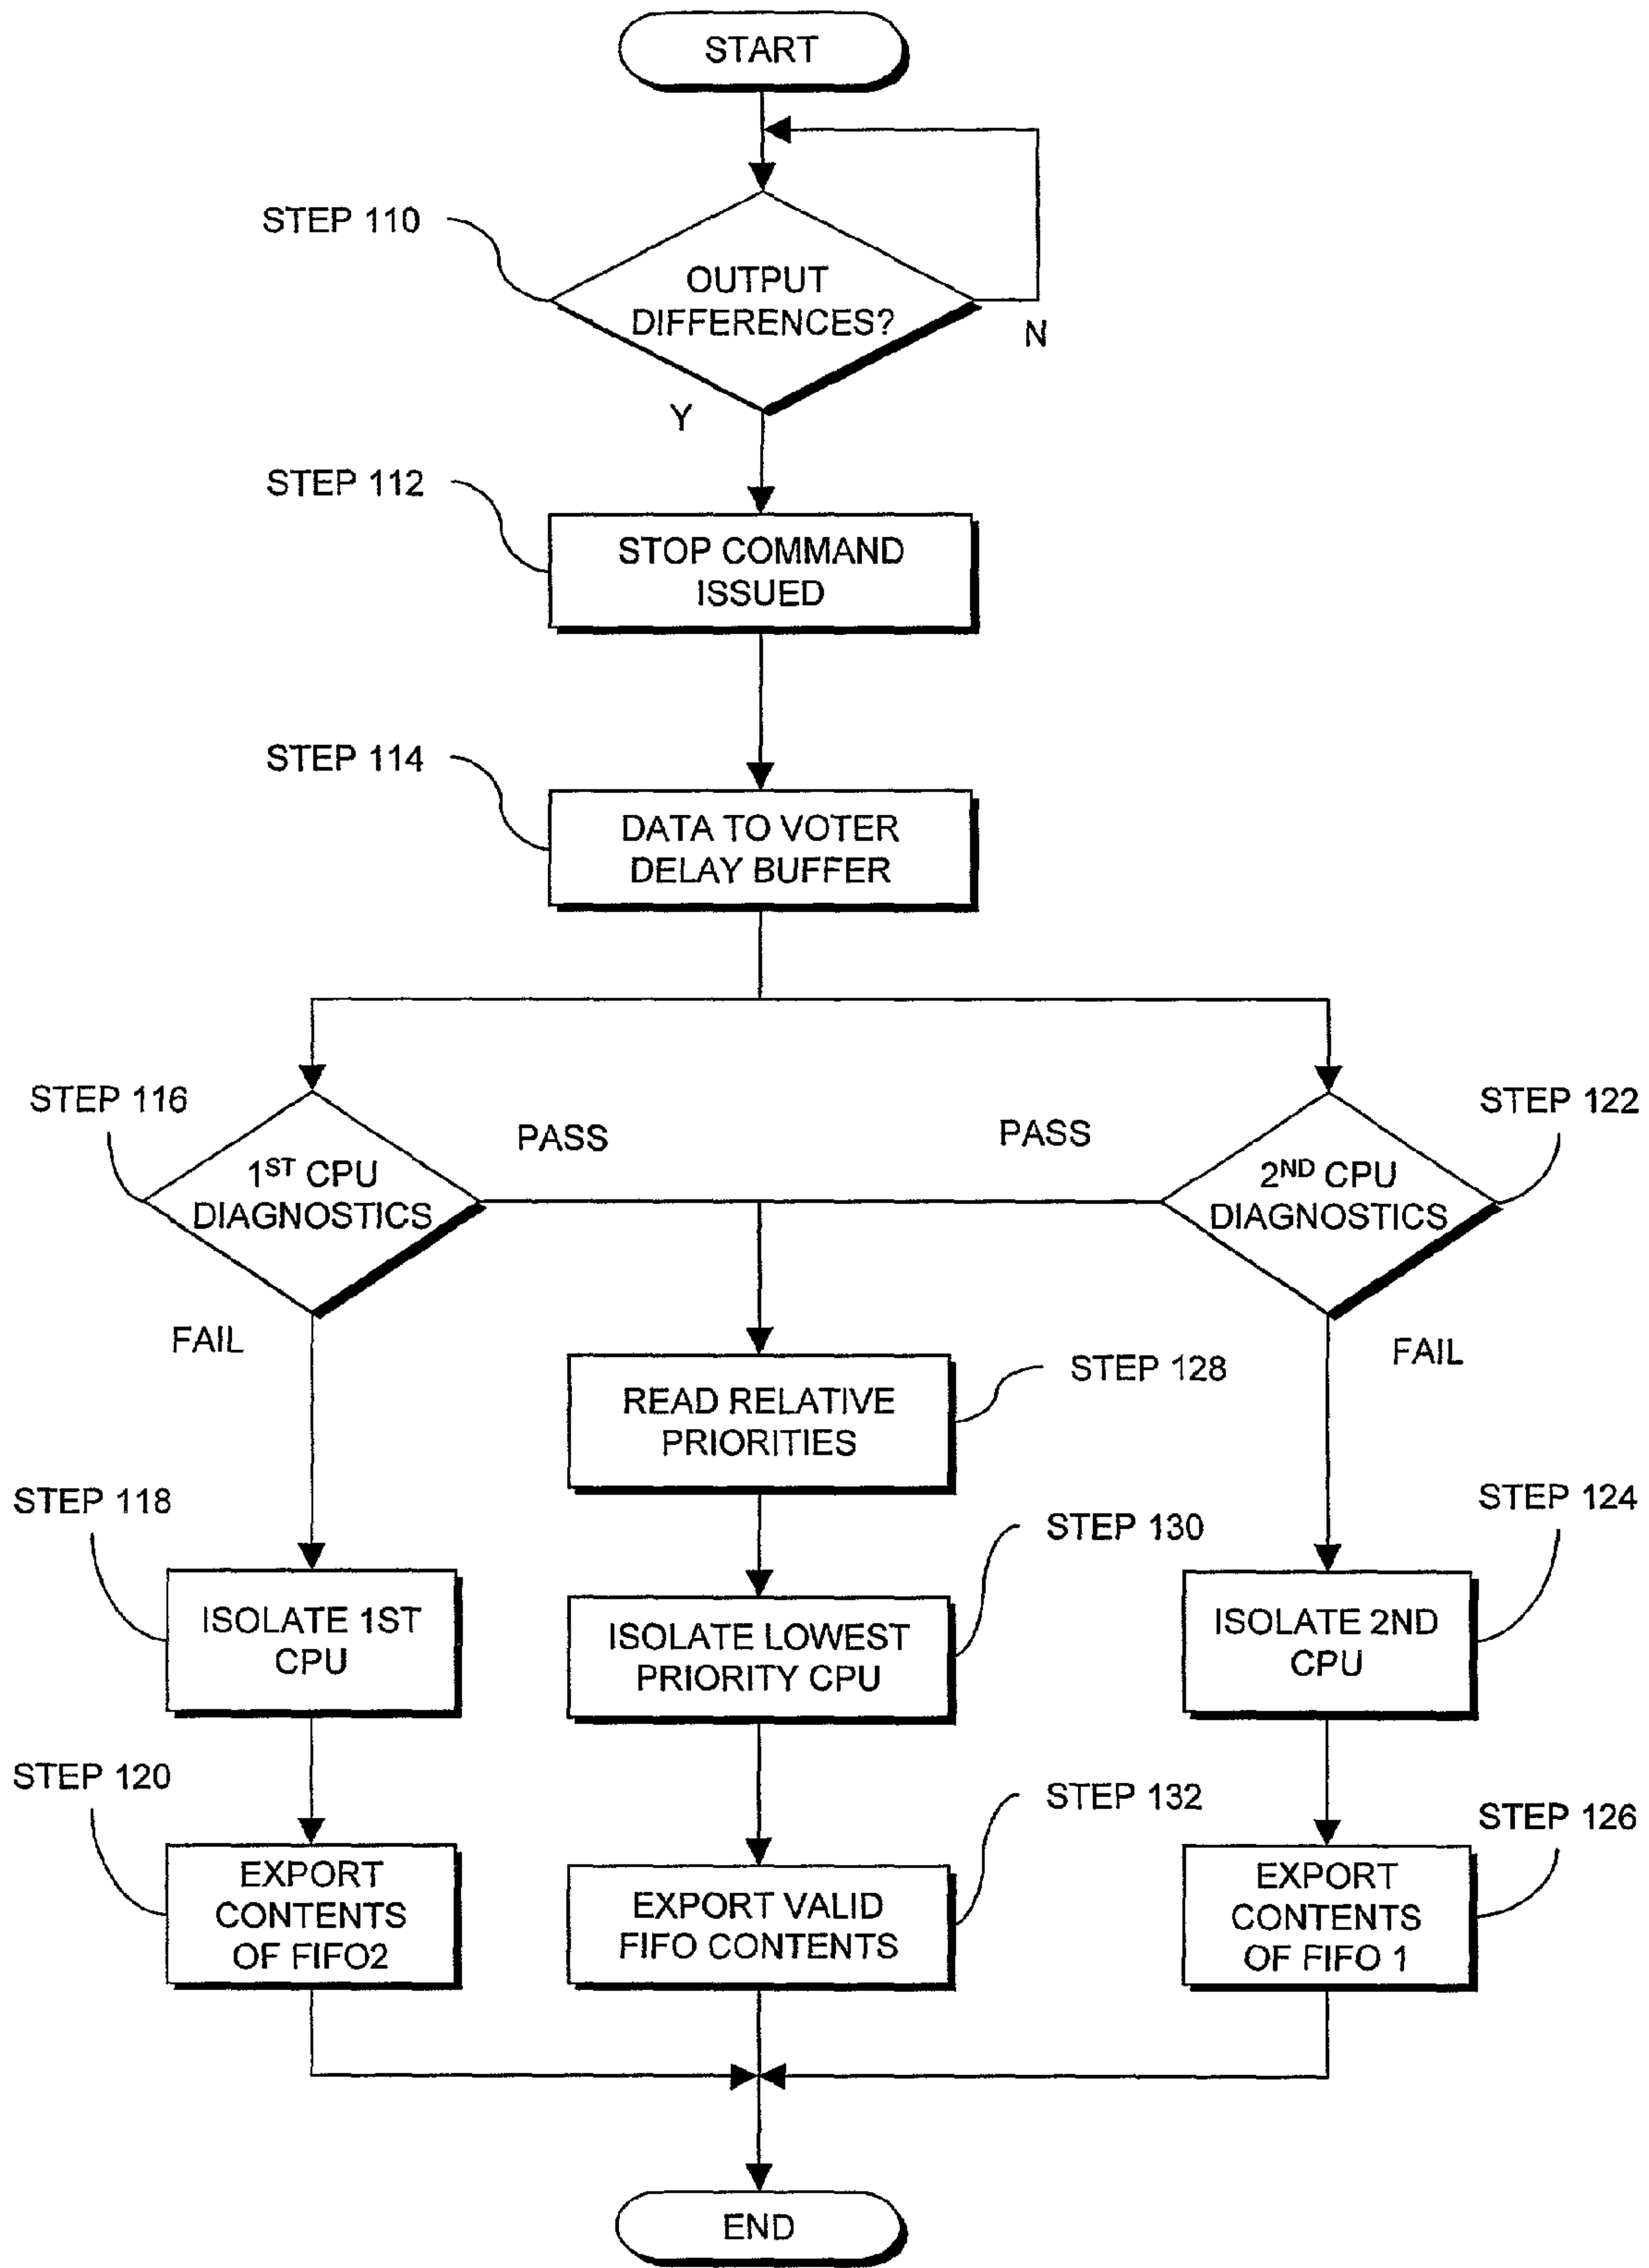 START
STEP 110
OUTPUT
DIFFERENCES?
N
Y
STEP 112
STOP COMMAND
ISSUED
STEP 114
DATA TO VOTER
DELAY BUFFER
STEP 116
1ST CPU
DIAGNOSTICS
PASS
PASS
2ND CPU
DIAGNOSTICS
STEP 122
FAIL
FAIL
READ RELATIVE
PRIORITIES
STEP 128
STEP 118
ISOLATE 1ST
CPU
STEP 130
ISOLATE LOWEST
PRIORITY CPU
STEP 124
ISOLATE 2ND
CPU
STEP 120
EXPORT
CONTENTS
OF FIFO2
STEP 132
EXPORT VALID
FIFO CONTENTS
STEP 126
EXPORT
CONTENTS
OF FIFO 1
END